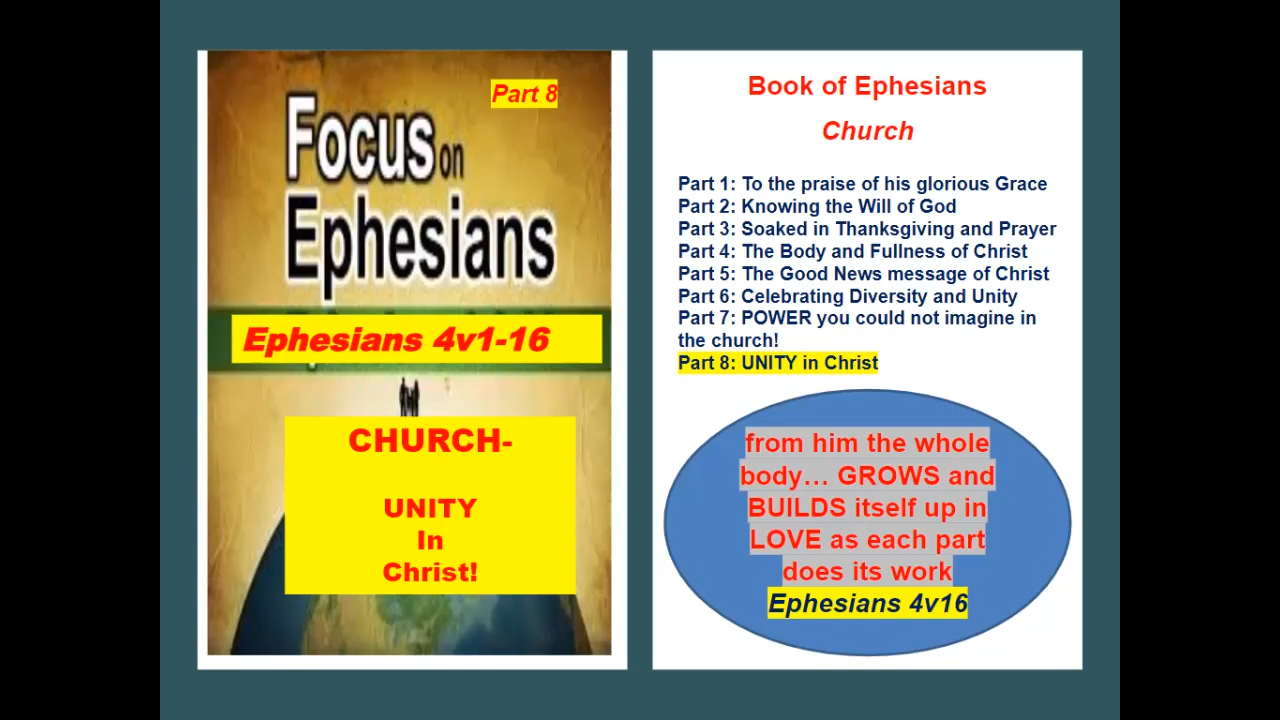 Part 8
Focus on
Ephesians
Ephesians 4v1-16
CHURCH-
UNITY
In
Christ!
Book of Ephesians
Church
Part 1: To the praise of his glorious Grace
Part 2: Knowing the Will of God
Part 3: Soaked in Thanksgiving and Prayer
Part 4: The Body and Fullness of Christ
Part 5: The Good News message of Christ
Part 6: Celebrating Diversity and Unity
Part 7: POWER you could not imagine in
the church!
Part 8: UNITY in Christ
from him the whole
body… GROWS and
BUILDS itself up in
LOVE as each part
does its work
Ephesians 4v16